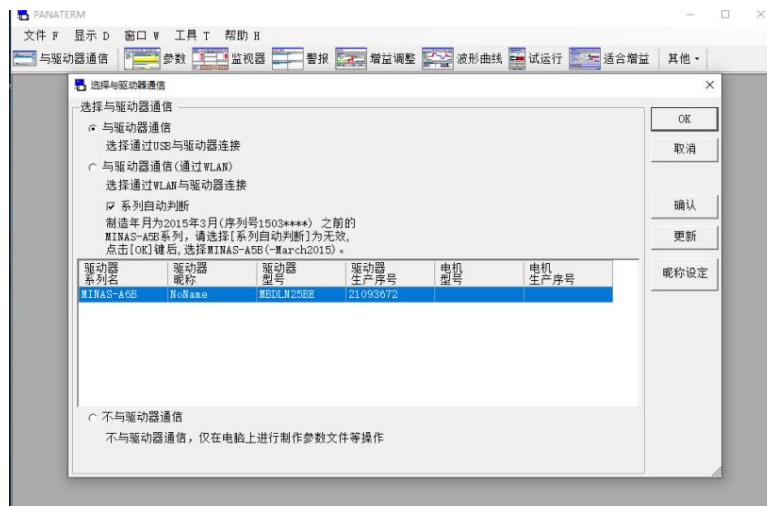 PANATERM
文件 F 显示 D 窗口 W 工具 T 帮助 H
与驱动器通信 参数 监视器 警报 增益调整 波形曲线 试运行 适合增益 其他
选择与驱动器通信
选择与驱动器通信
与驱动器通信
选择通过USB与驱动器连接
与驱动器通信(通过WLAN)
选择通过WLAN与驱动器连接
系列自动判断
制造年月为2015年3月(序列号1503****) 之前的
MINAS-A5B系列，请选择[系列自动判断]为无效,
点击[OK]键后,选择MINAS-A5B(-March2015)。
驱动器系列名 驱动器昵称 驱动器型号 驱动器生产序号 电机型号 电机生产序号
MINAS-A6B NoName MBDLN25BE 21093672
不与驱动器通信
不与驱动器通信，仅在电脑上进行制作参数文件等操作
OK
取消
确认
更新
昵称设定